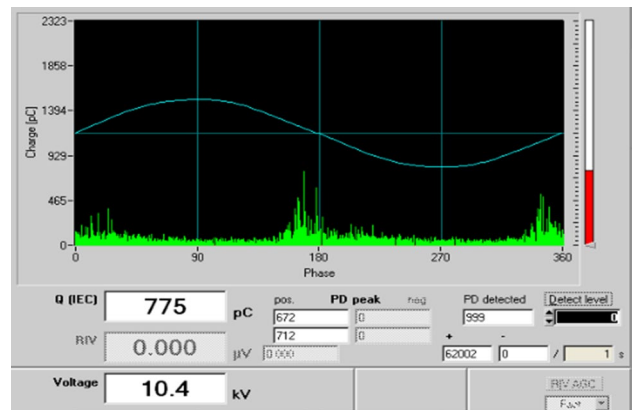 2323
1858
1394
929
465
0
Charge [pC]
0 90 180 270 360
Phase
Q (IEC) 775 pC
pos. PD peak neg
672 0
712 0
PD detected
999
Detect level
0
RIV 0.000 µV 0.000
+ -
62002 0 / 1 s
Voltage 10.4 kV
RIV AGC
Fast